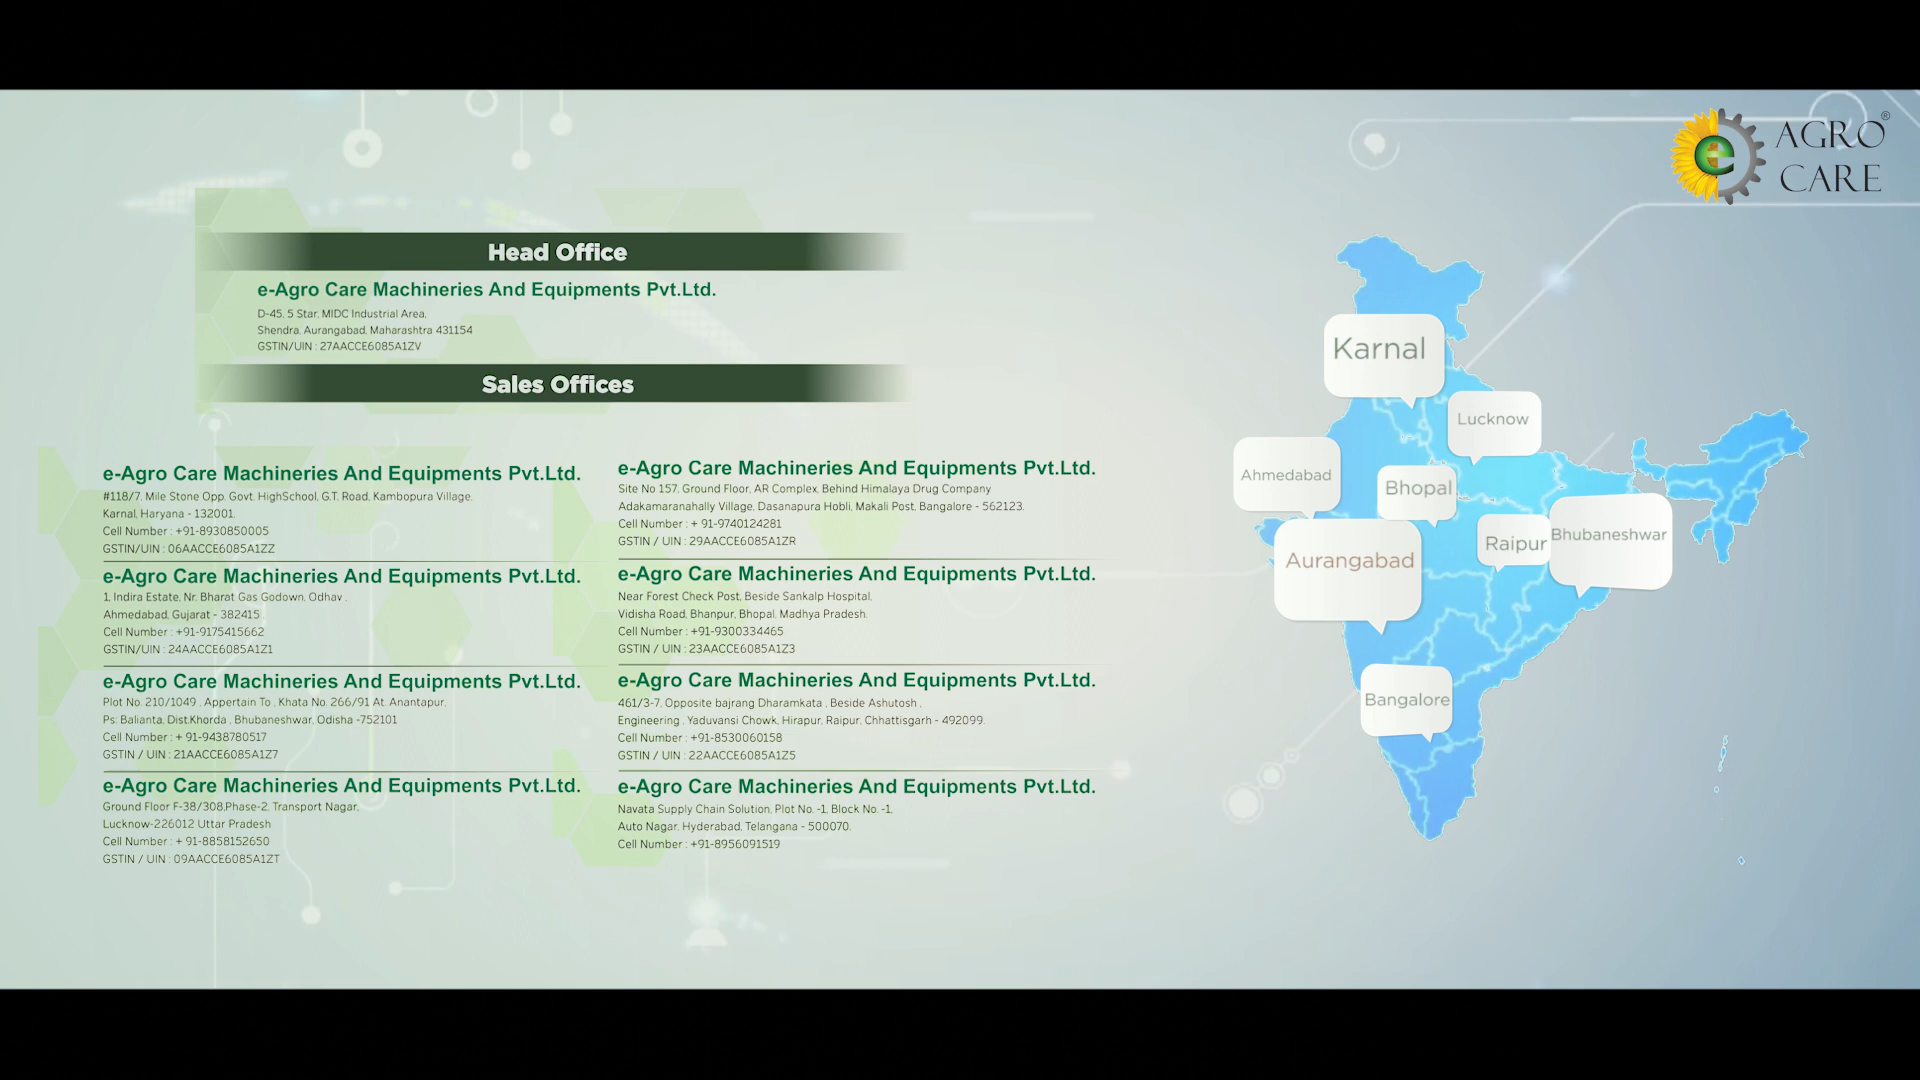 AGRO®
CARE
Head Office
e-Agro Care Machineries And Equipments Pvt.Ltd.
D-45, 5 Star, MIDC Industrial Area,
Shendra, Aurangabad, Maharashtra 431154
GSTIN/UIN : 27AACCE6085A1ZV
Sales Offices
e-Agro Care Machineries And Equipments Pvt.Ltd.
#118/7, Mile Stone Opp. Govt. HighSchool, G.T. Road, Kambopura Village,
Karnal, Haryana - 132001.
Cell Number : +91-8930850005
GSTIN/UIN : 06AACCE6085A1ZZ
e-Agro Care Machineries And Equipments Pvt.Ltd.
1, Indira Estate, Nr. Bharat Gas Godown, Odhav ,
Ahmedabad, Gujarat - 382415
Cell Number : +91-9175415662
GSTIN/UIN : 24AACCE6085A1Z1
e-Agro Care Machineries And Equipments Pvt.Ltd.
Plot No. 210/1049 , Appertain To , Khata No. 266/91 At. Anantapur,
Ps: Balianta, Dist.Khorda , Bhubaneshwar, Odisha -752101
Cell Number : + 91-9438780517
GSTIN / UIN : 21AACCE6085A1Z7
e-Agro Care Machineries And Equipments Pvt.Ltd.
Ground Floor F-38/308,Phase-2, Transport Nagar,
Lucknow-226012 Uttar Pradesh
Cell Number : + 91-8858152650
GSTIN / UIN : 09AACCE6085A1ZT
e-Agro Care Machineries And Equipments Pvt.Ltd.
Site No 157, Ground Floor, AR Complex, Behind Himalaya Drug Company
Adakamaranahally Village, Dasanapura Hobli, Makali Post, Bangalore - 562123.
Cell Number : + 91-9740124281
GSTIN / UIN : 29AACCE6085A1ZR
e-Agro Care Machineries And Equipments Pvt.Ltd.
Near Forest Check Post, Beside Sankalp Hospital,
Vidisha Road, Bhanpur, Bhopal, Madhya Pradesh.
Cell Number : +91-9300334465
GSTIN / UIN : 23AACCE6085A1Z3
e-Agro Care Machineries And Equipments Pvt.Ltd.
461/3-7, Opposite bajrang Dharamkata , Beside Ashutosh ,
Engineering , Yaduvansi Chowk, Hirapur, Raipur, Chhattisgarh - 492099.
Cell Number : +91-8530060158
GSTIN / UIN : 22AACCE6085A1Z5
e-Agro Care Machineries And Equipments Pvt.Ltd.
Navata Supply Chain Solution, Plot No. -1, Block No. -1,
Auto Nagar, Hyderabad, Telangana - 500070.
Cell Number : +91-8956091519
Karnal
Lucknow
Ahmedabad
Bhopal
Aurangabad
Raipur
Bhubaneshwar
Bangalore